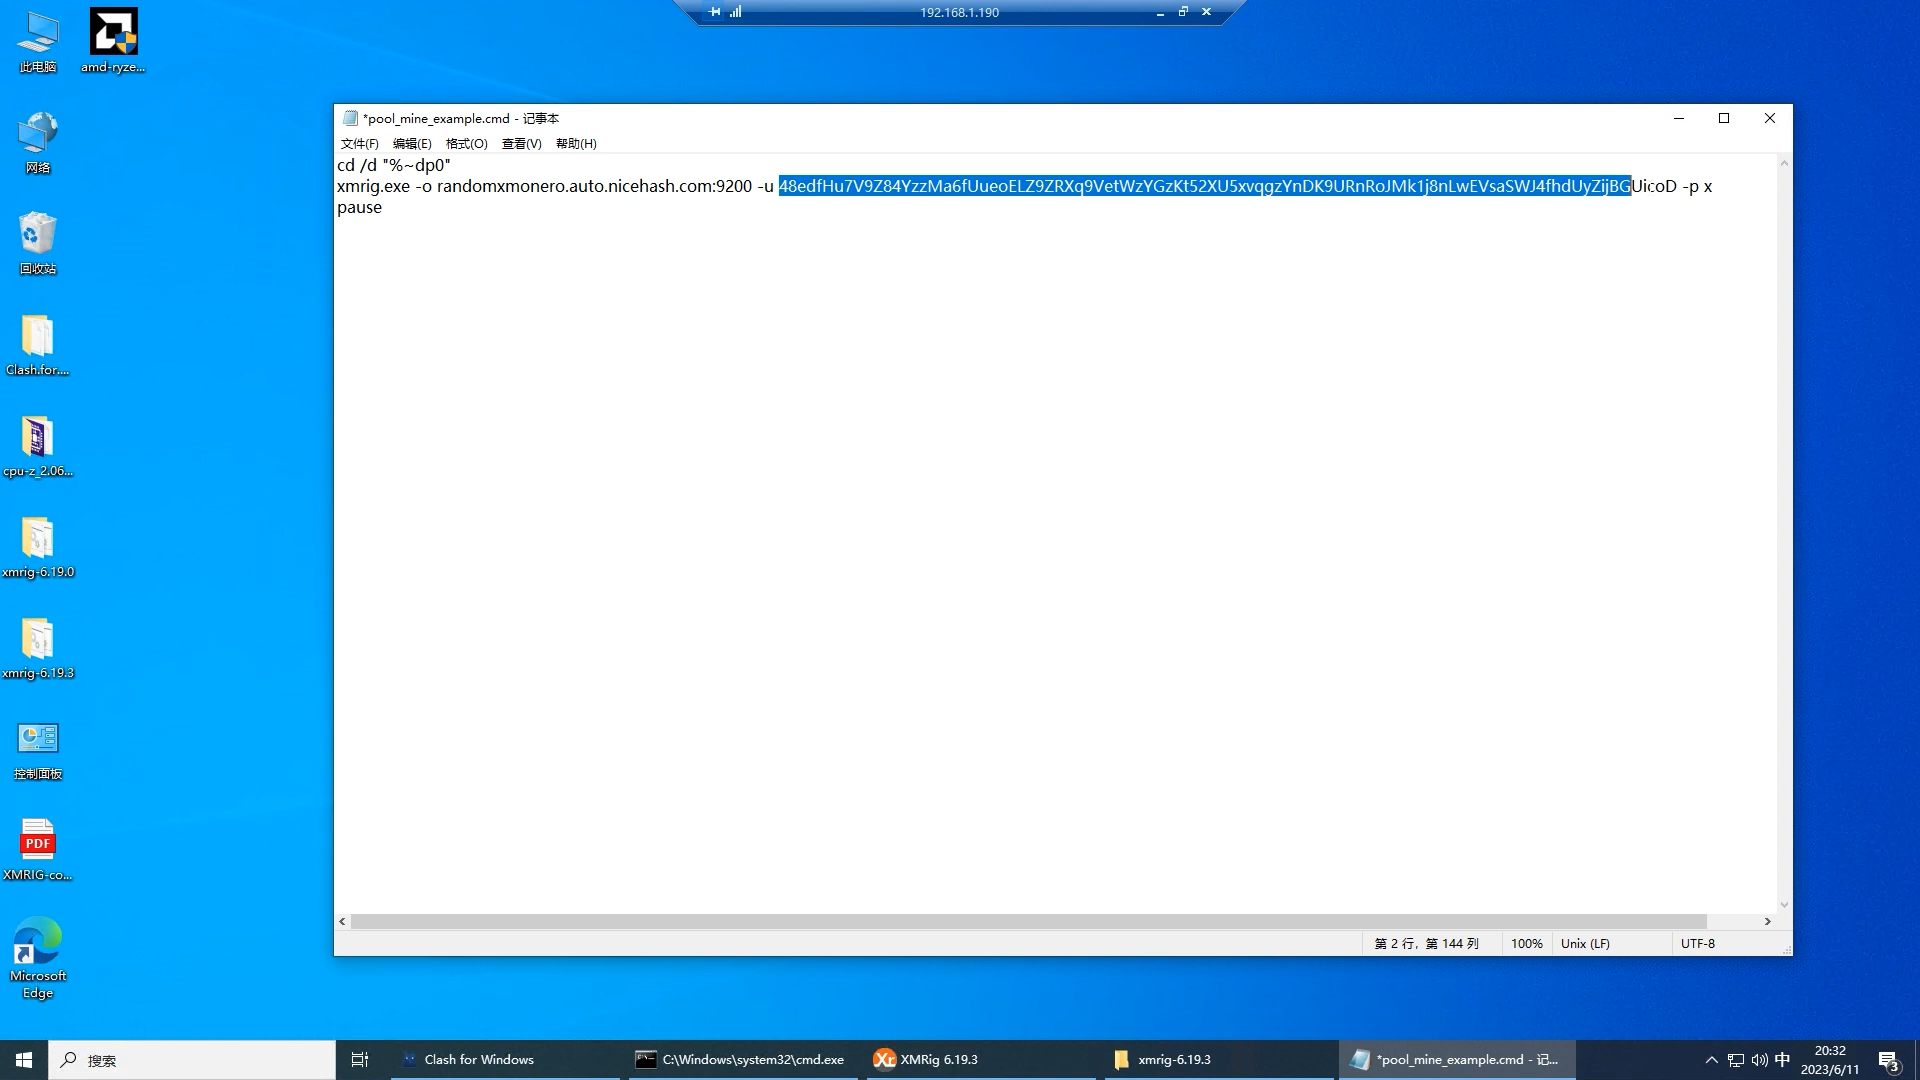 192.168.1.190
此电脑
amd-ryze...
网络
回收站
Clash.for....
cpu-z_2.06...
xmrig-6.19.0
xmrig-6.19.3
控制面板
PDF
XMRIG-co...
Microsoft
Edge
*pool_mine_example.cmd - 记事本
文件(F) 编辑(E) 格式(O) 查看(V) 帮助(H)
cd /d "%~dp0"
xmrig.exe -o randomxmonero.auto.nicehash.com:9200 -u 48edfHu7V9Z84YzzMa6fUueoELZ9ZRXq9VetWzYGzKt52XU5xvqgzYnDK9URnRoJMk1j8nLwEVsaSWJ4fhdUyZijBGUicoD -p x
pause
第 2 行，第 144 列 100% Unix (LF) UTF-8
搜索
Clash for Windows
C:\Windows\system32\cmd.exe
Xr XMRig 6.19.3
xmrig-6.19.3
*pool_mine_example.cmd - 记...
中
20:32
2023/6/11
3